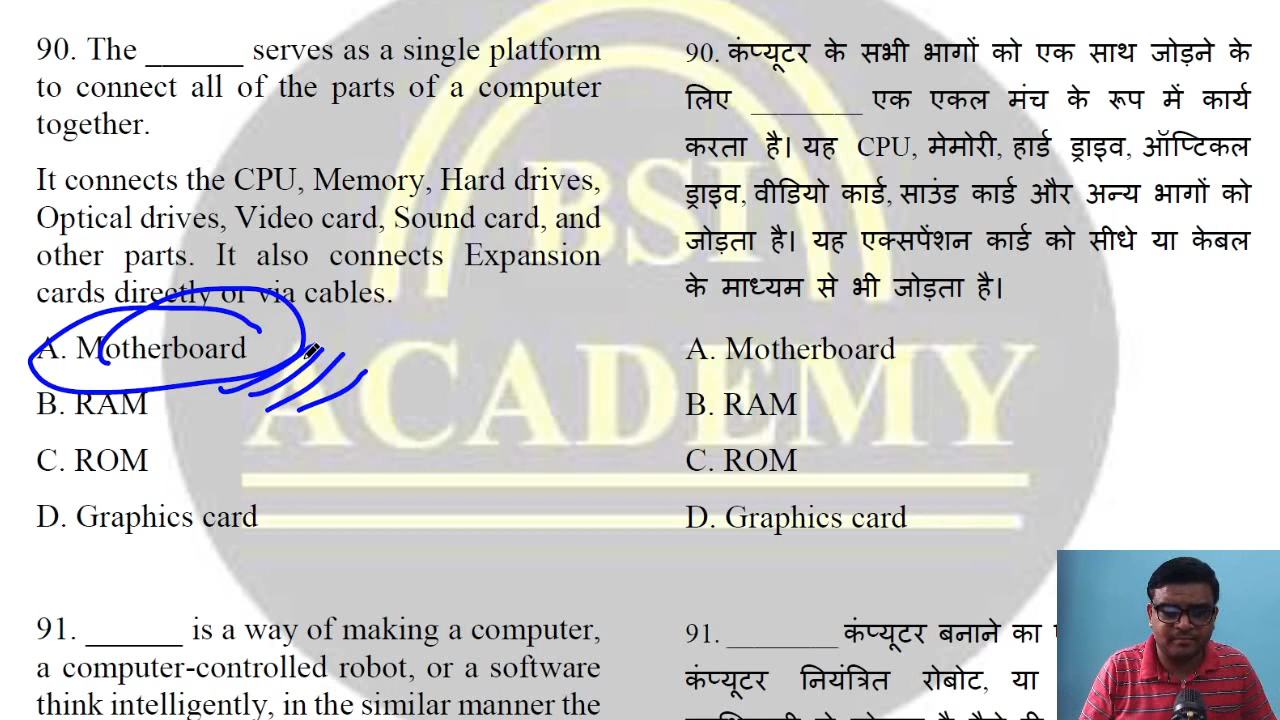 90. The ______ serves as a single platform
to connect all of the parts of a computer
together.
It connects the CPU, Memory, Hard drives,
Optical drives, Video card, Sound card, and
other parts. It also connects Expansion
cards directly or via cables.
A. Motherboard
B. RAM
C. ROM
D. Graphics card
91. ______ is a way of making a computer,
a computer-controlled robot, or a software
think intelligently, in the similar manner the
90. कंप्यूटर के सभी भागों को एक साथ जोड़ने के
लिए _______ एक एकल मंच के रूप में कार्य
करता है। यह CPU, मेमोरी, हार्ड ड्राइव, ऑप्टिकल
ड्राइव, वीडियो कार्ड, साउंड कार्ड और अन्य भागों को
जोड़ता है। यह एक्सपेंशन कार्ड को सीधे या केबल
के माध्यम से भी जोड़ता है।
A. Motherboard
B. RAM
C. ROM
D. Graphics card
91. _______ कंप्यूटर बनाने का
कंप्यूटर नियंत्रित रोबोट, या
BSI
ACADEMY